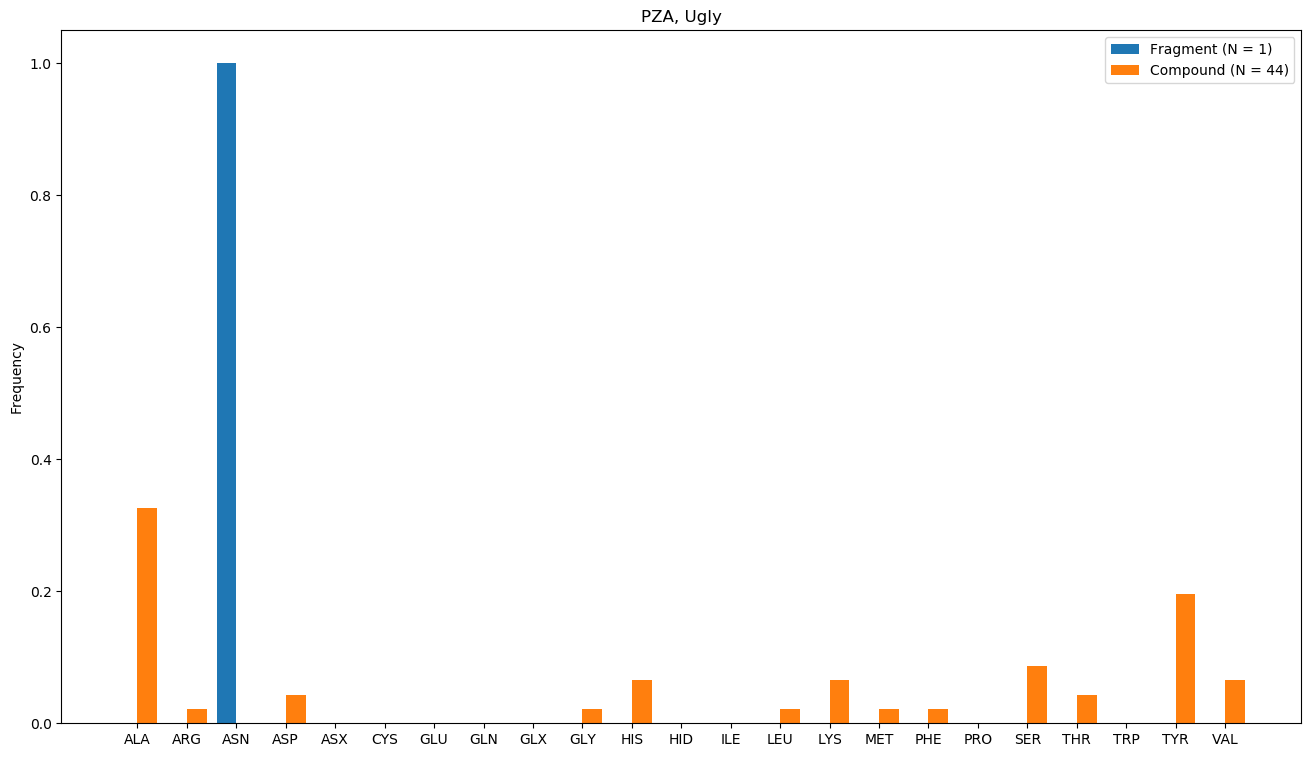 PZA, Ugly
Fragment (N = 1)
Compound (N = 44)
Frequency
1.0
0.8
0.6
0.4
0.2
0.0
ALA ARG ASN ASP ASX CYS GLU GLN GLX GLY HIS HID ILE LEU LYS MET PHE PRO SER THR TRP TYR VAL